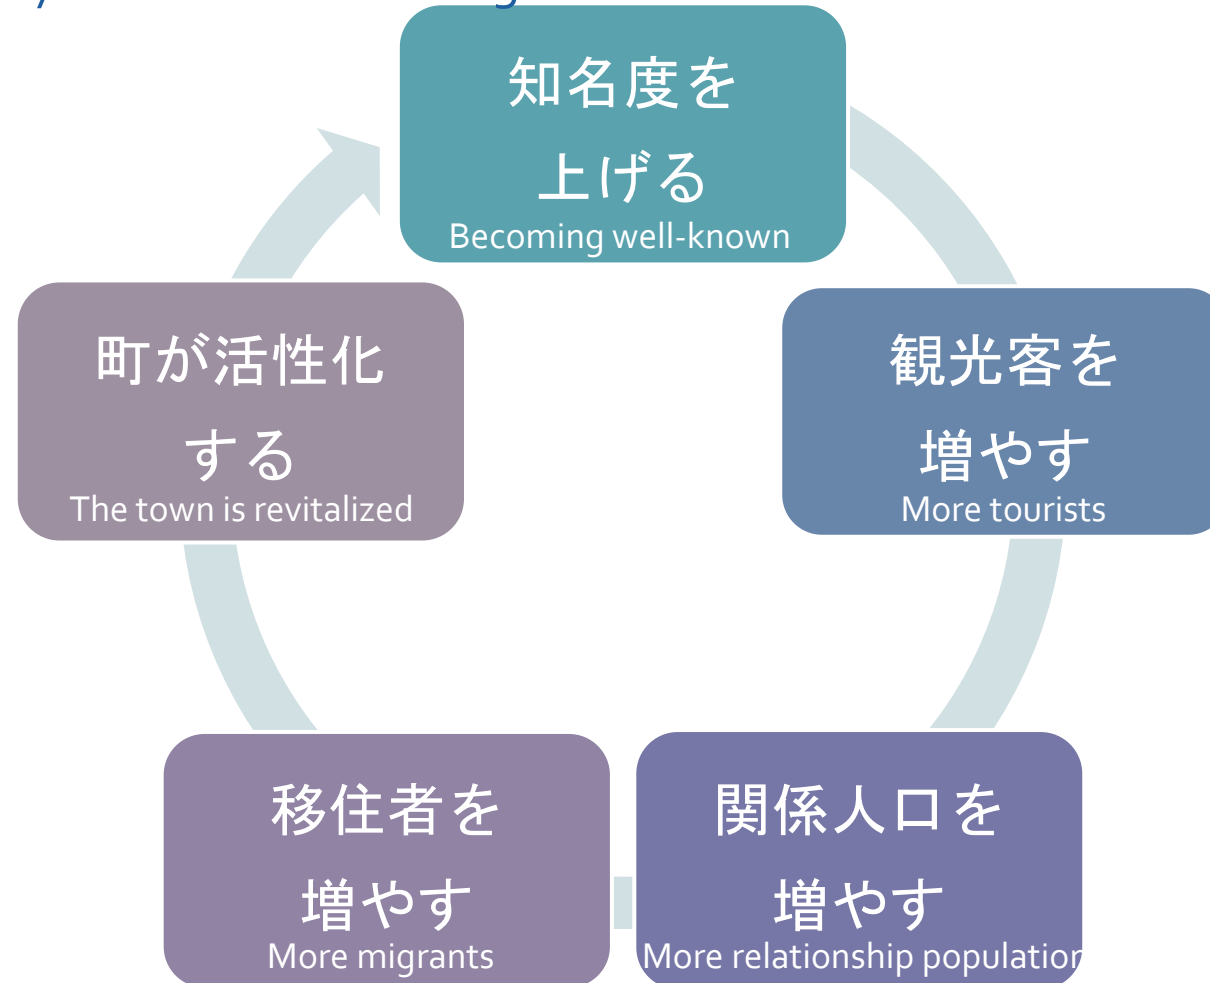 知名度を
上げる
Becoming well-known
観光客を
増やす
More tourists
関係人口を
増やす
More relationship population
移住者を
増やす
More migrants
町が活性化
する
The town is revitalized